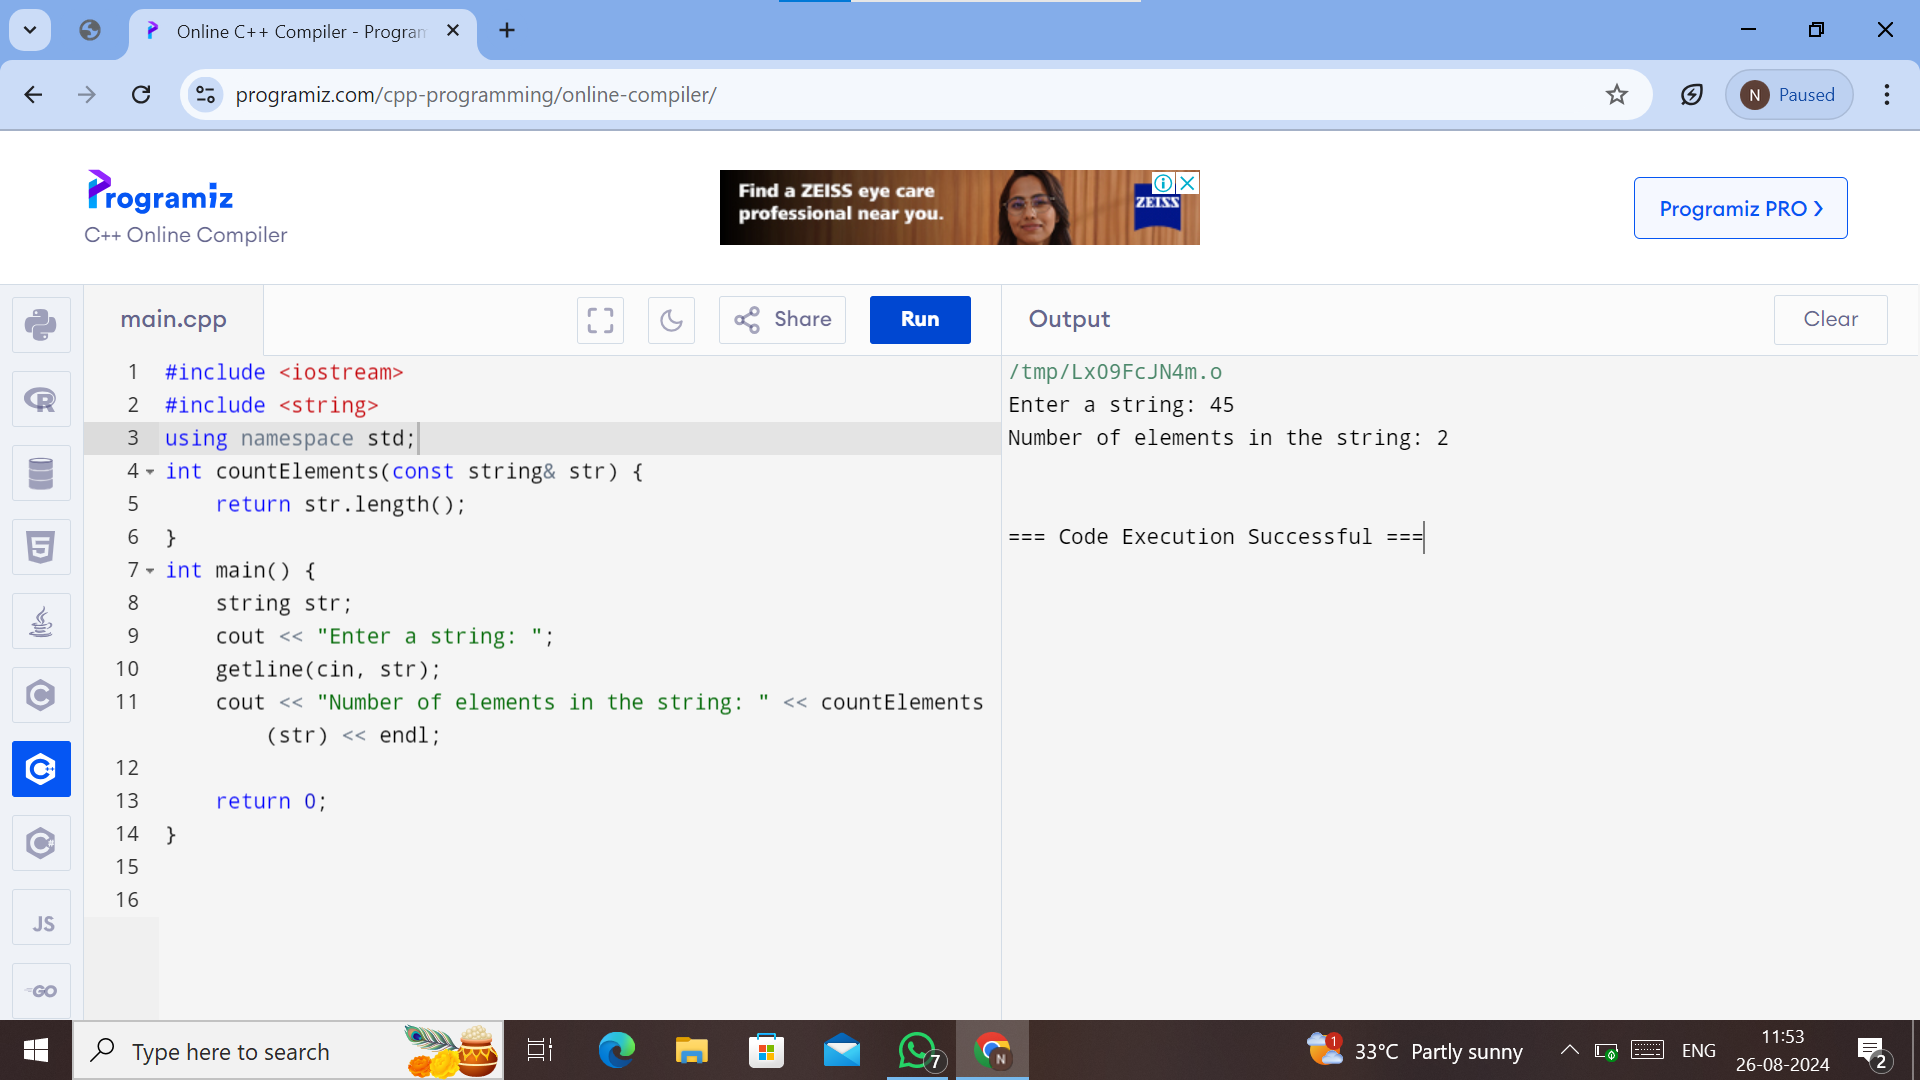 Online C++ Compiler - Program
programiz.com/cpp-programming/online-compiler/
N
Paused
Programiz
C++ Online Compiler
Find a ZEISS eye care
professional near you.
ZEISS
Programiz PRO ›
main.cpp
Share
Run
Output
Clear
1 #include <iostream>
2 #include <string>
3 using namespace std;
4 int countElements(const string& str) {
5 return str.length();
6 }
7 int main() {
8 string str;
9 cout << "Enter a string: ";
10 getline(cin, str);
11 cout << "Number of elements in the string: " << countElements
(str) << endl;
12
13 return 0;
14 }
15
16
/tmp/LxO9FcJN4m.o
Enter a string: 45
Number of elements in the string: 2
=== Code Execution Successful ===
R
5
C
C++
C#
JS
GO
Type here to search
7
N
1
33°C Partly sunny
ENG
11:53
26-08-2024
2